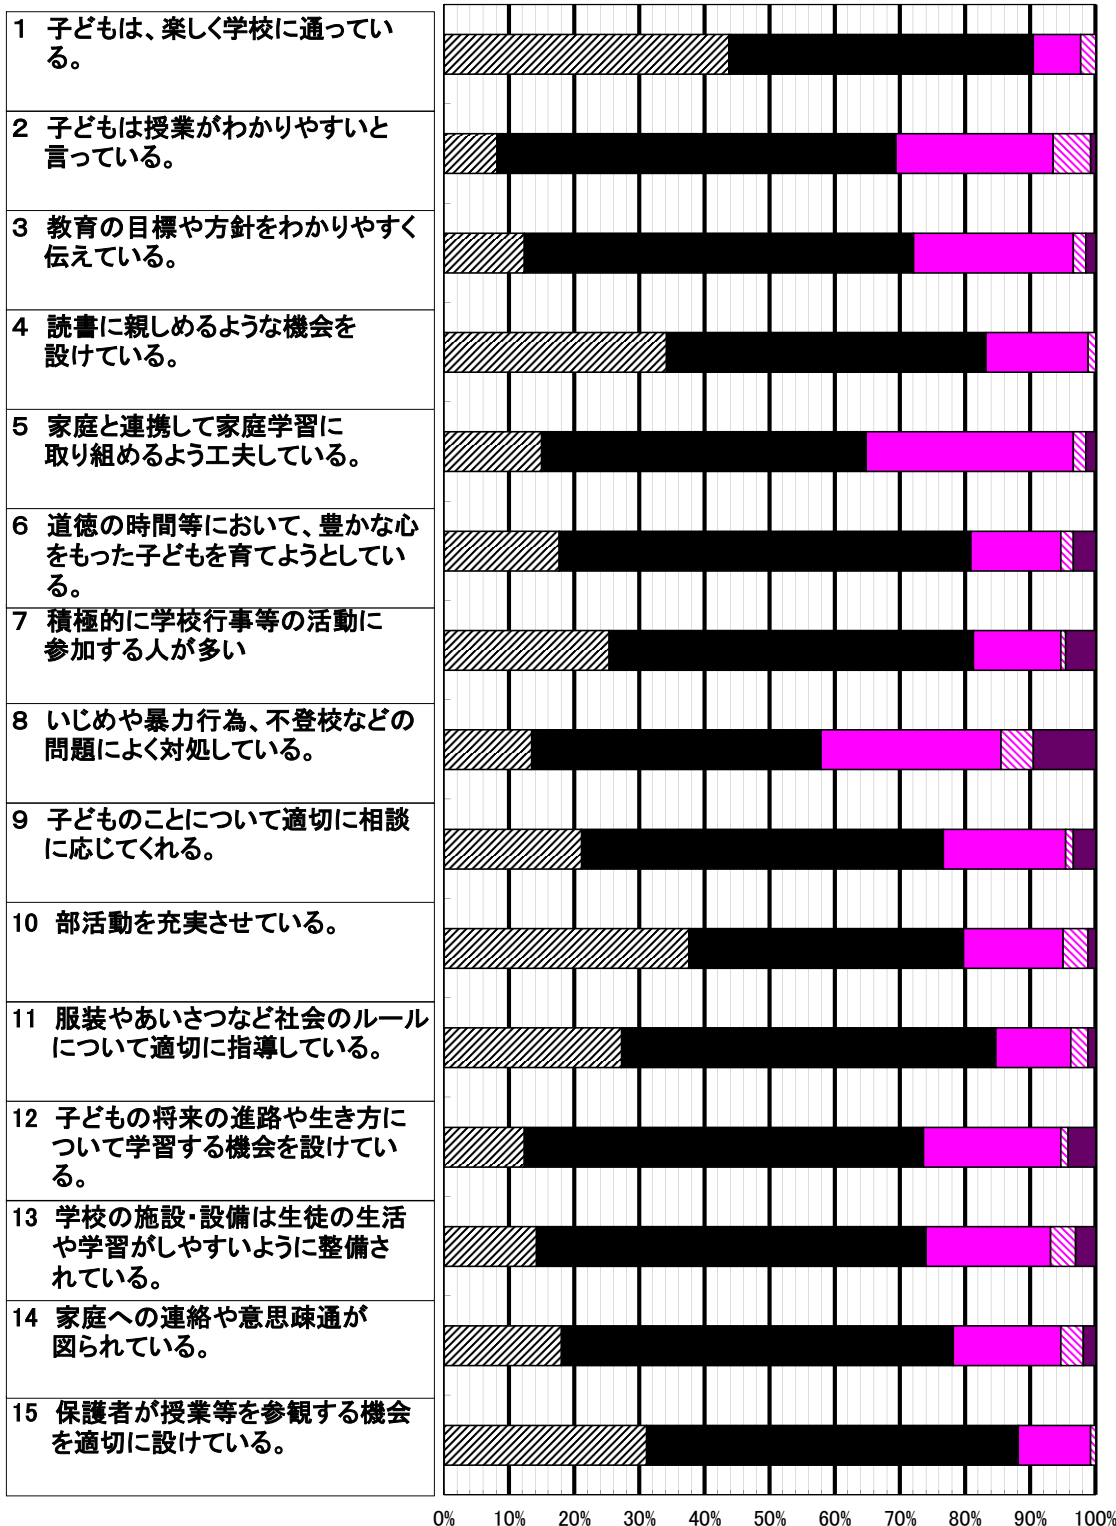 1 子どもは、楽しく学校に通ってい
る。
2 子どもは授業がわかりやすいと
言っている。
3 教育の目標や方針をわかりやすく
伝えている。
4 読書に親しめるような機会を
設けている。
5 家庭と連携して家庭学習に
取り組めるよう工夫している。
6 道徳の時間等において、豊かな心
をもった子どもを育てようとしてい
る。
7 積極的に学校行事等の活動に
参加する人が多い
8 いじめや暴力行為、不登校などの
問題によく対処している。
9 子どものことについて適切に相談
に応じてくれる。
10 部活動を充実させている。
11 服装やあいさつなど社会のルール
について適切に指導している。
12 子どもの将来の進路や生き方に
ついて学習する機会を設けてい
る。
13 学校の施設・設備は生徒の生活
や学習がしやすいように整備さ
れている。
14 家庭への連絡や意思疎通が
図られている。
15 保護者が授業等を参観する機会
を適切に設けている。
0% 10% 20% 30% 40% 50% 60% 70% 80% 90% 100%